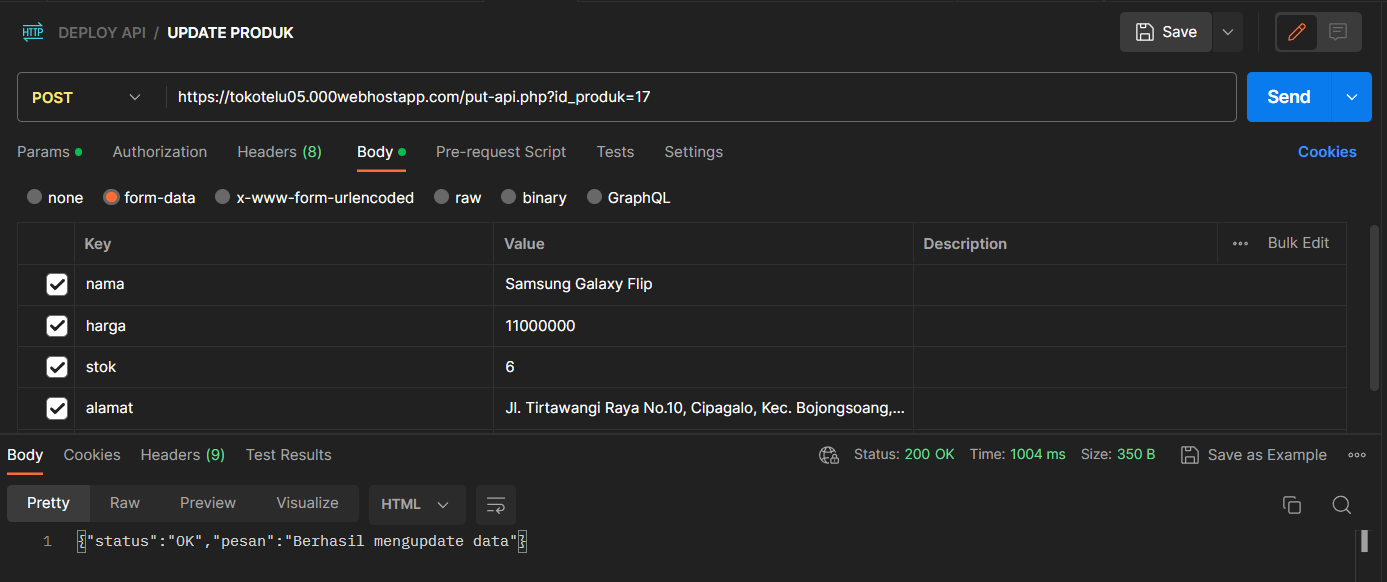 HTTP DEPLOY API / UPDATE PRODUK Save
POST https://tokotelu05.000webhostapp.com/put-api.php?id_produk=17 Send
Params Authorization Headers (8) Body Pre-request Script Tests Settings Cookies
none form-data x-www-form-urlencoded raw binary GraphQL
Key Value Description ••• Bulk Edit
nama Samsung Galaxy Flip
harga 11000000
stok 6
alamat Jl. Tirtawangi Raya No.10, Cipagalo, Kec. Bojongsoang,...
Body Cookies Headers (9) Test Results Status: 200 OK Time: 1004 ms Size: 350 B Save as Example
Pretty Raw Preview Visualize HTML
1 {"status":"OK","pesan":"Berhasil mengupdate data"}